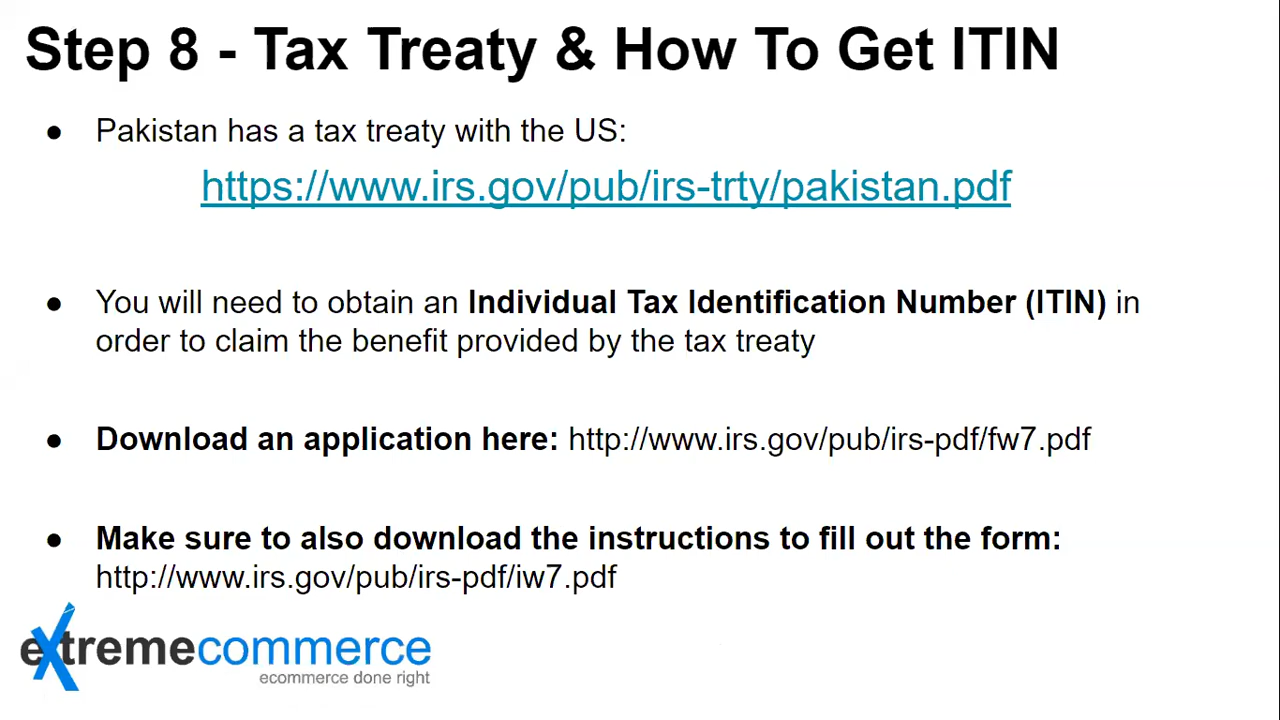 Step 8 - Tax Treaty & How To Get ITIN
● Pakistan has a tax treaty with the US:
https://www.irs.gov/pub/irs-trty/pakistan.pdf
● You will need to obtain an Individual Tax Identification Number (ITIN) in
order to claim the benefit provided by the tax treaty
● Download an application here: http://www.irs.gov/pub/irs-pdf/fw7.pdf
● Make sure to also download the instructions to fill out the form:
http://www.irs.gov/pub/irs-pdf/iw7.pdf
extremecommerce
ecommerce done right